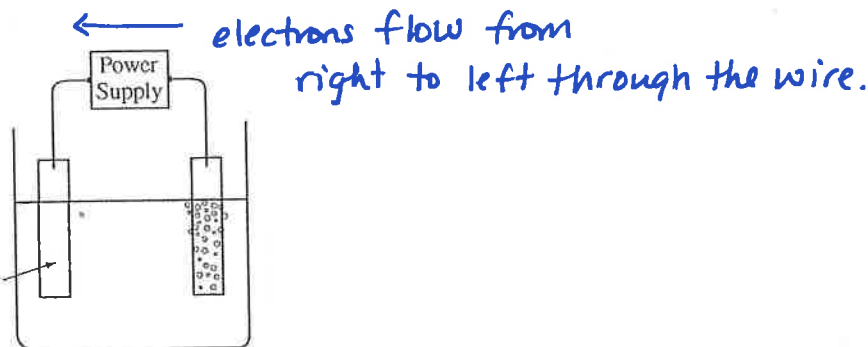 electrons flow from
right to left through the wire.
Power
Supply